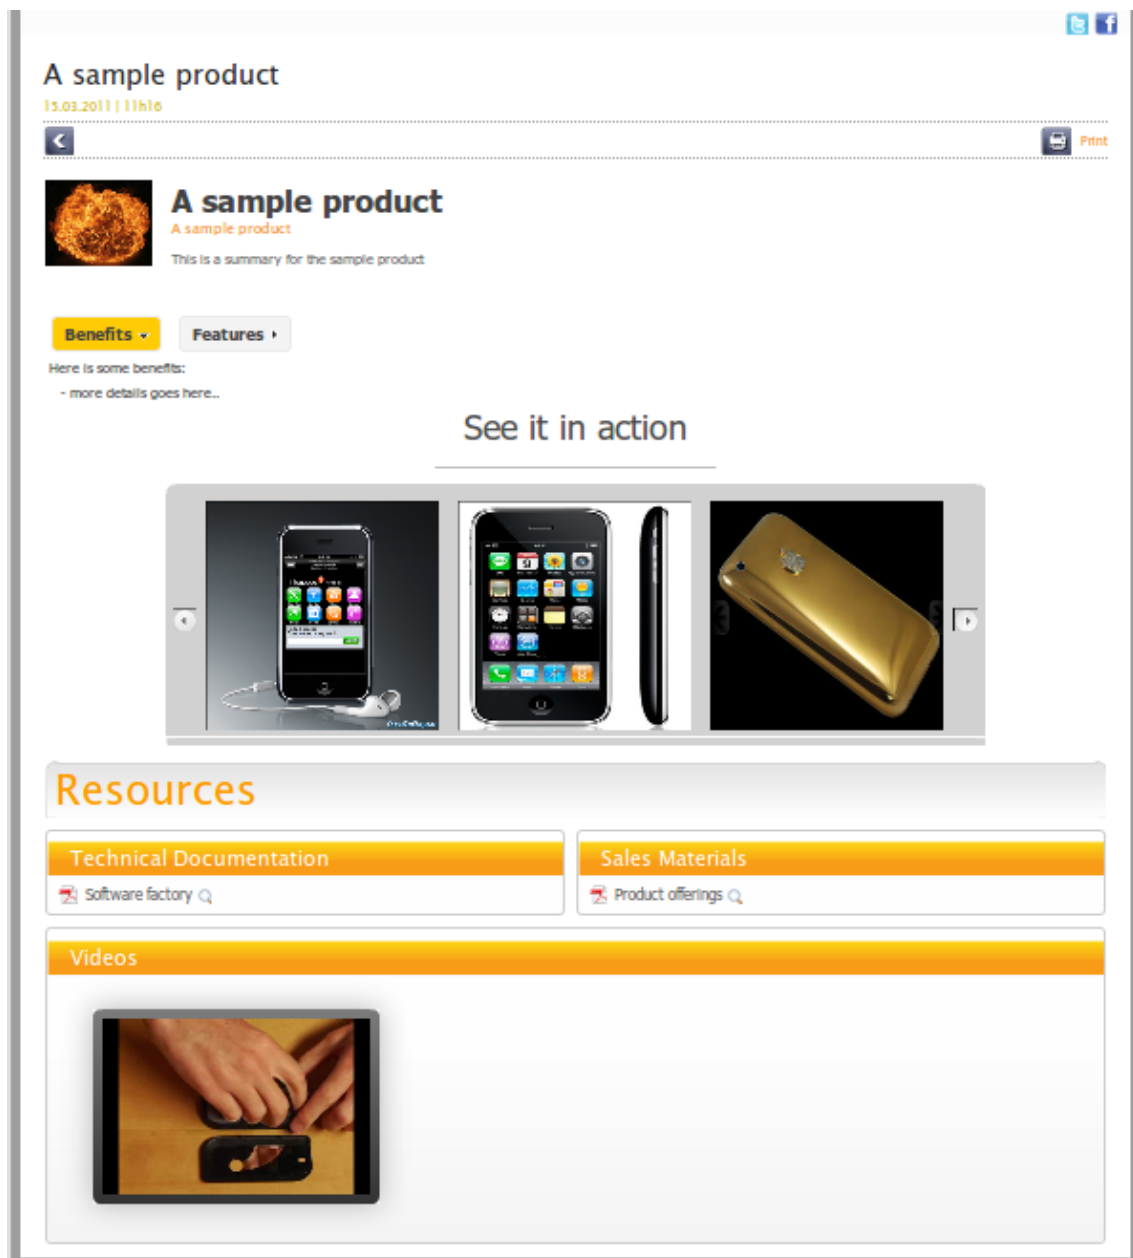 A sample product
15.03.2011 | 11h16
Print
A sample product
A sample product
This is a summary for the sample product
Benefits
Features
Here is some benefits:
- more details goes here..
See it in action
Resources
Technical Documentation
Sales Materials
Software factory
Product offerings
Videos